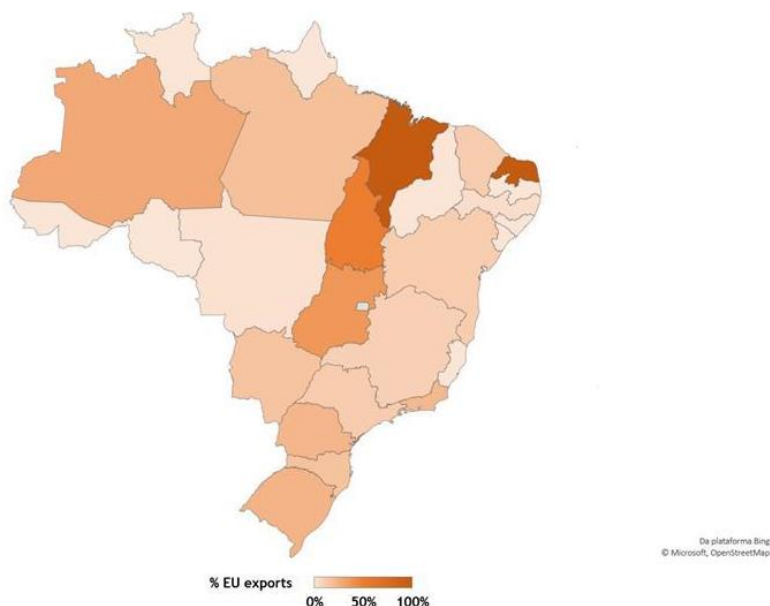 Da plataforma Bing
© Microsoft, OpenStreetMap
% EU exports
0% 50% 100%